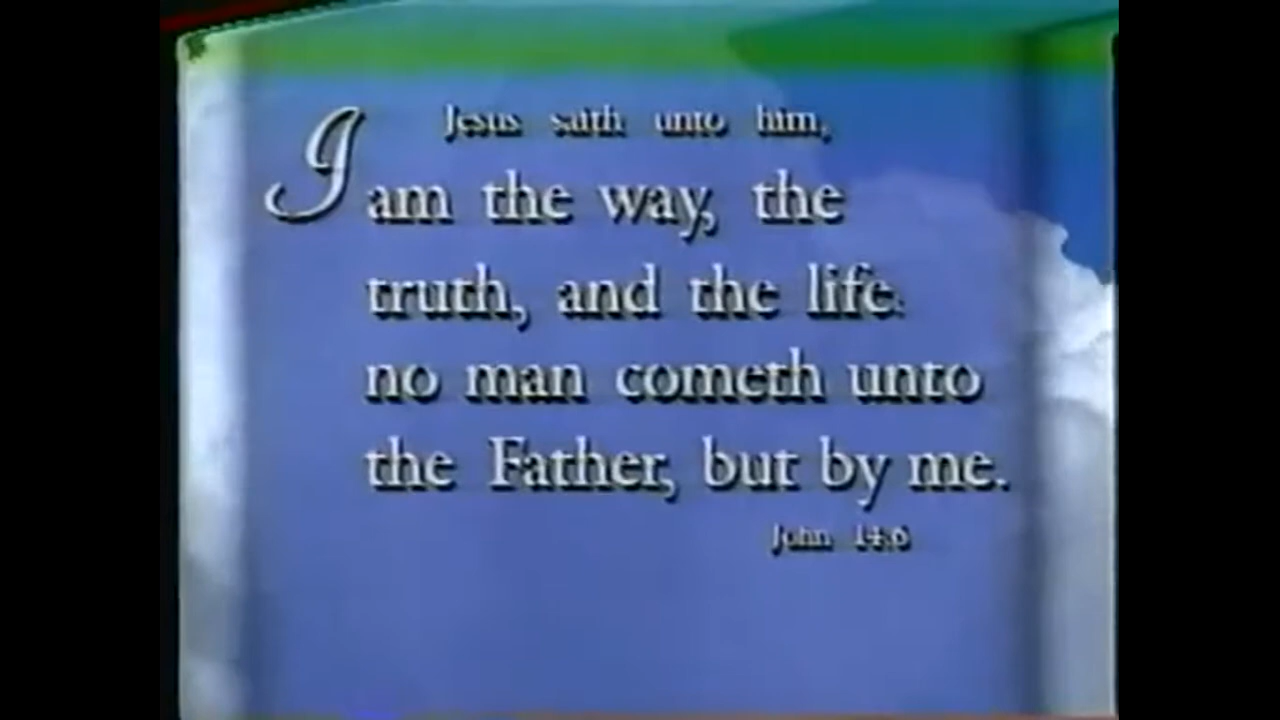 Jesus saith unto him,
I am the way, the
truth, and the life:
no man cometh unto
the Father, but by me.
John 14:6